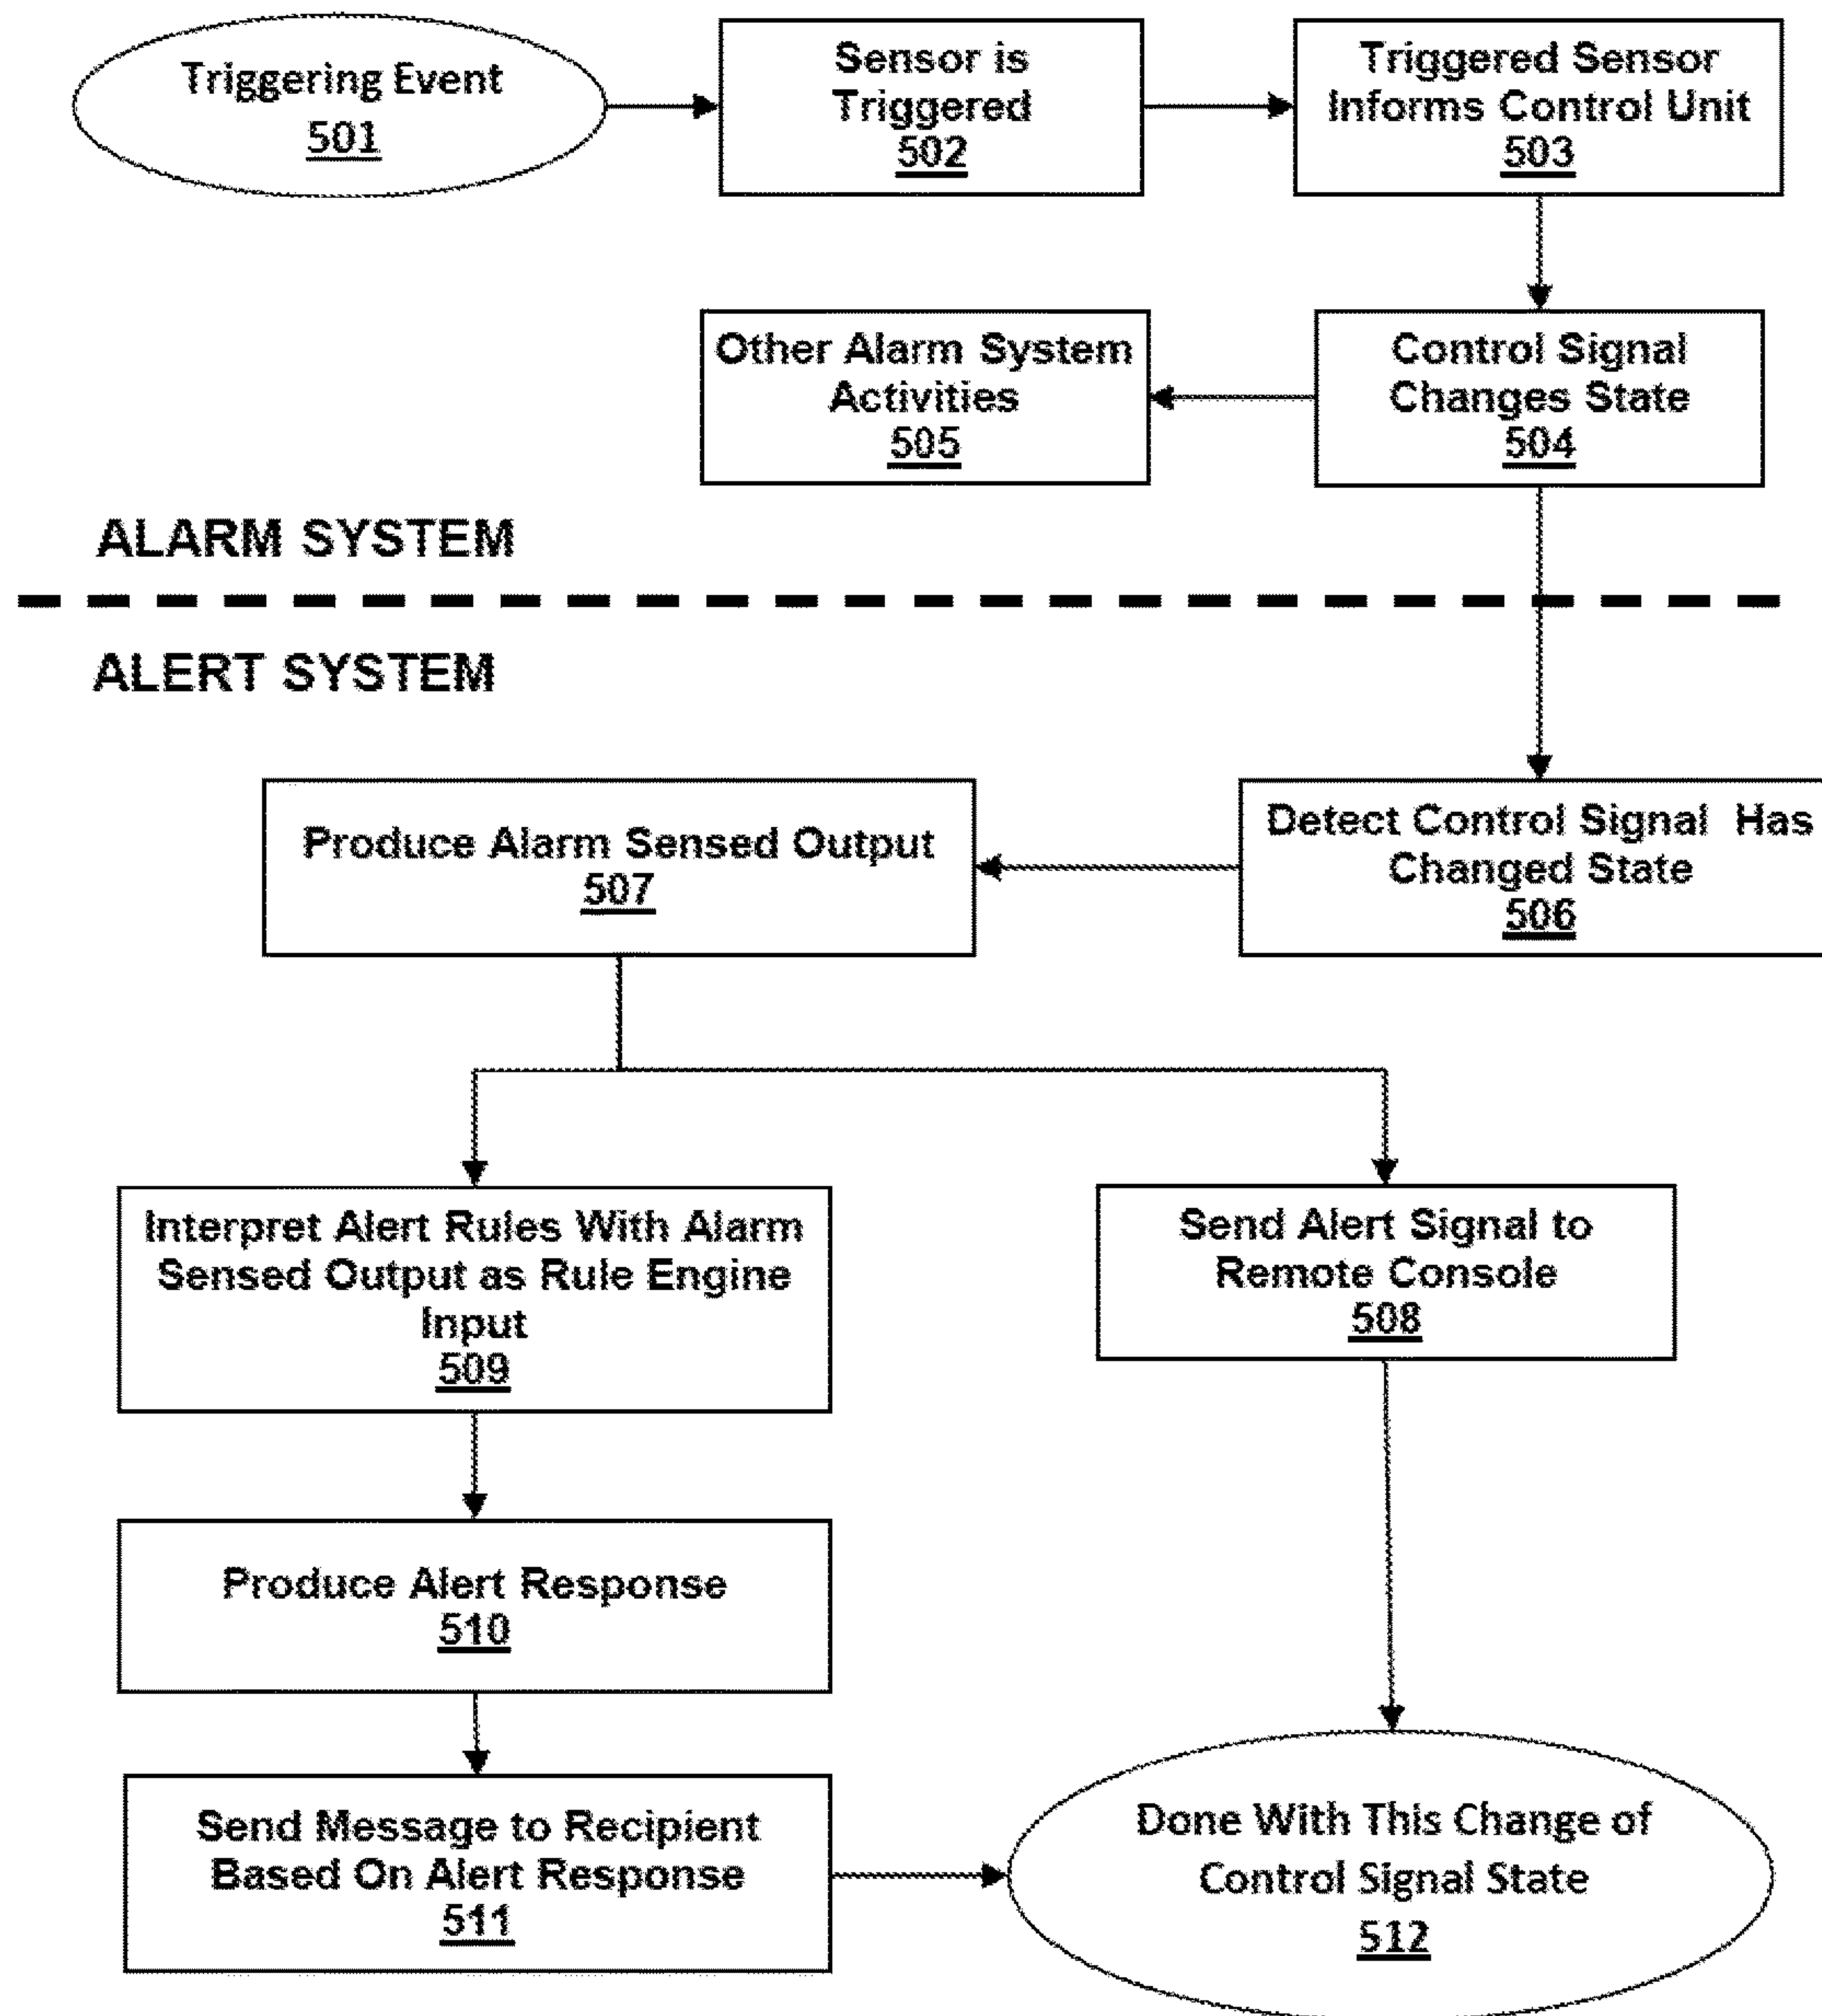 Triggering Event
501
Sensor is
Triggered
502
Triggered Sensor
Informs Control Unit
503
Control Signal
Changes State
504
Other Alarm System
Activities
505
ALARM SYSTEM
ALERT SYSTEM
Detect Control Signal Has
Changed State
506
Produce Alarm Sensed Output
507
Interpret Alert Rules With Alarm
Sensed Output as Rule Engine
Input
509
Send Alert Signal to
Remote Console
508
Produce Alert Response
510
Send Message to Recipient
Based On Alert Response
511
Done With This Change of
Control Signal State
512